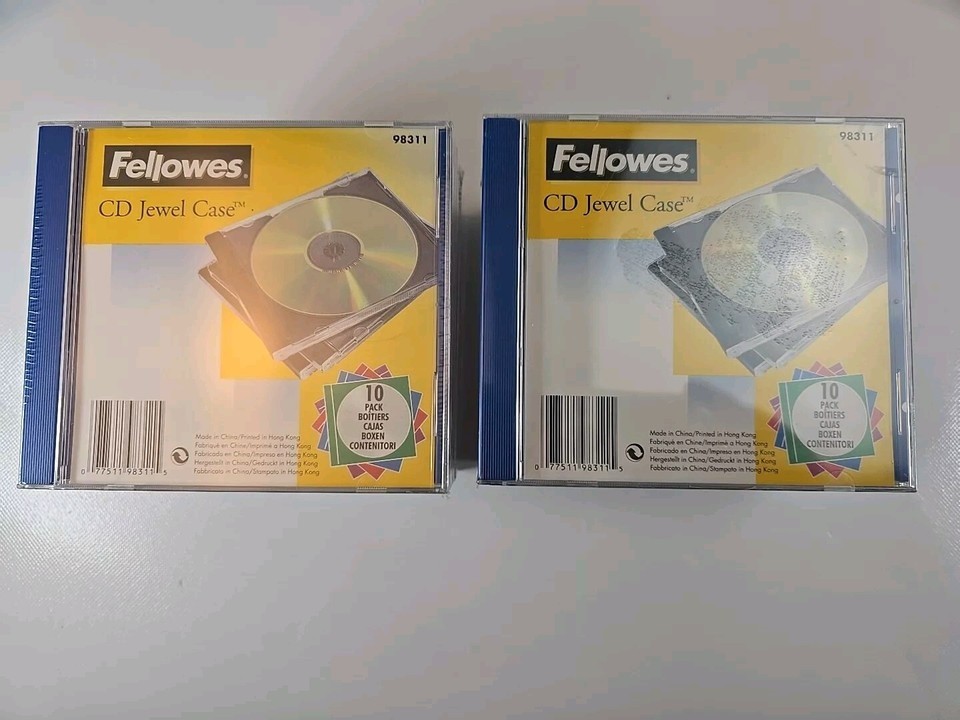 98311
Fellowes®
CD Jewel Case™
10
PACK
BOÎTIERS
CAJAS
BOXEN
CONTENITORI
Made in China/Printed in Hong Kong
Fabriqué en Chine/Imprimé à Hong Kong
Fabricado en China/Impreso en Hong Kong
Hergestellt in China/Gedruckt in Hong Kong
Fabbricato in China/Stampato in Hong Kong
0 77511 98311 5
98311
Fellowes®
CD Jewel Case™
10
PACK
BOÎTIERS
CAJAS
BOXEN
CONTENITORI
Made in China/Printed in Hong Kong
Fabriqué en Chine/Imprimé à Hong Kong
Fabricado en China/Impreso en Hong Kong
Hergestellt in China/Gedruckt in Hong Kong
Fabbricato in China/Stampato in Hong Kong
0 77511 98311 5